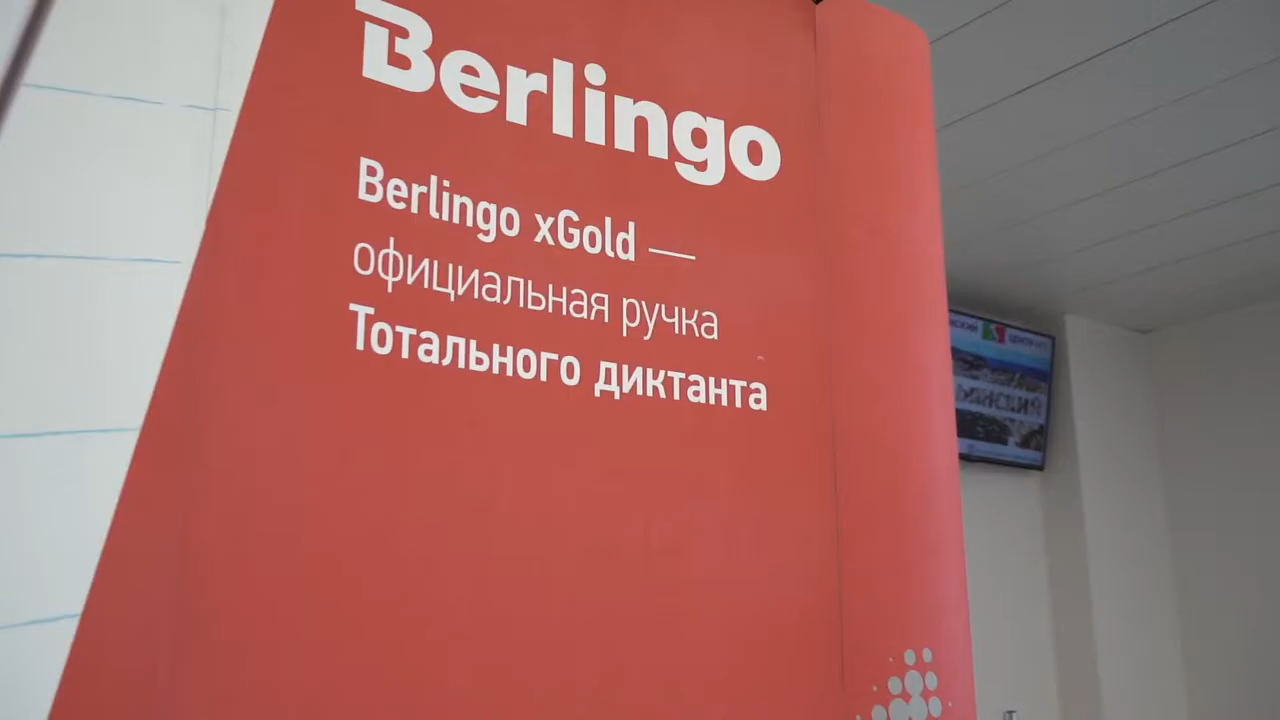 Berlingo
Berlingo xGold —
официальная ручка
Тотального диктанта